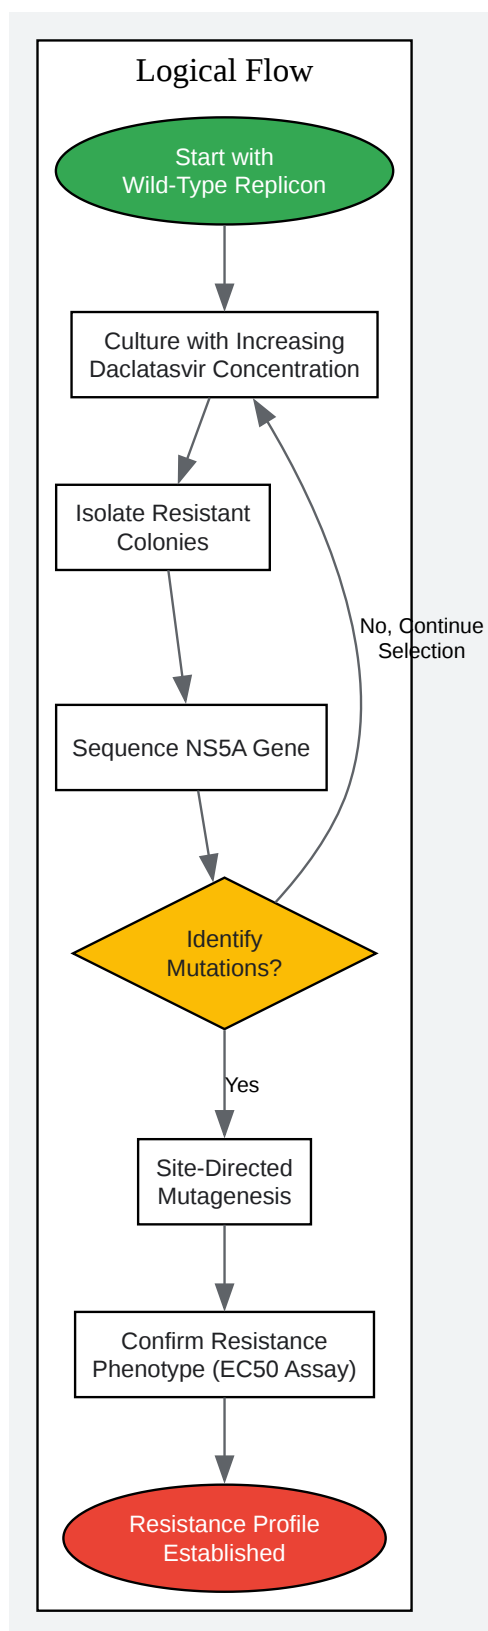 Logical Flow
Start with
Wild-Type Replicon
Culture with Increasing
Daclatasvir Concentration
Isolate Resistant
Colonies
No, Continue
Selection
Sequence NS5A Gene
Identify
Mutations?
Yes
Site-Directed
Mutagenesis
Confirm Resistance
Phenotype (EC50 Assay)
Resistance Profile
Established